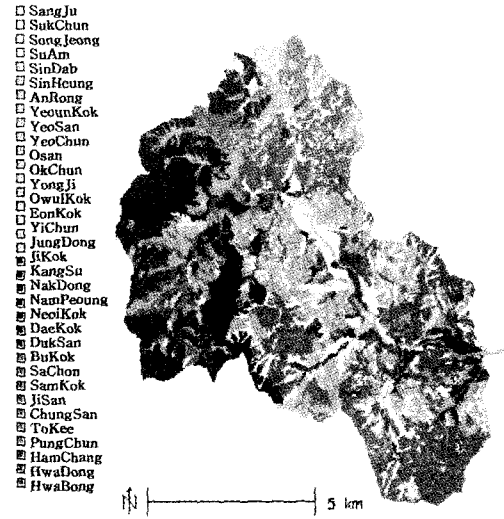 SangJu
SukChun
SongJeong
SuAm
SinDab
SinHeung
AnRong
YeounKok
YeoSan
YeoChun
Osan
OkChun
YongJi
OwulKok
EonKok
YiChun
JungDong
JiKok
KangSu
NakDong
NamPeoung
NeoiKok
DaeKok
DukSan
BuKok
SaChon
SamKok
JiSan
ChungSan
ToKee
PungChun
HamChang
HwaDong
HwaBong
N
5 km